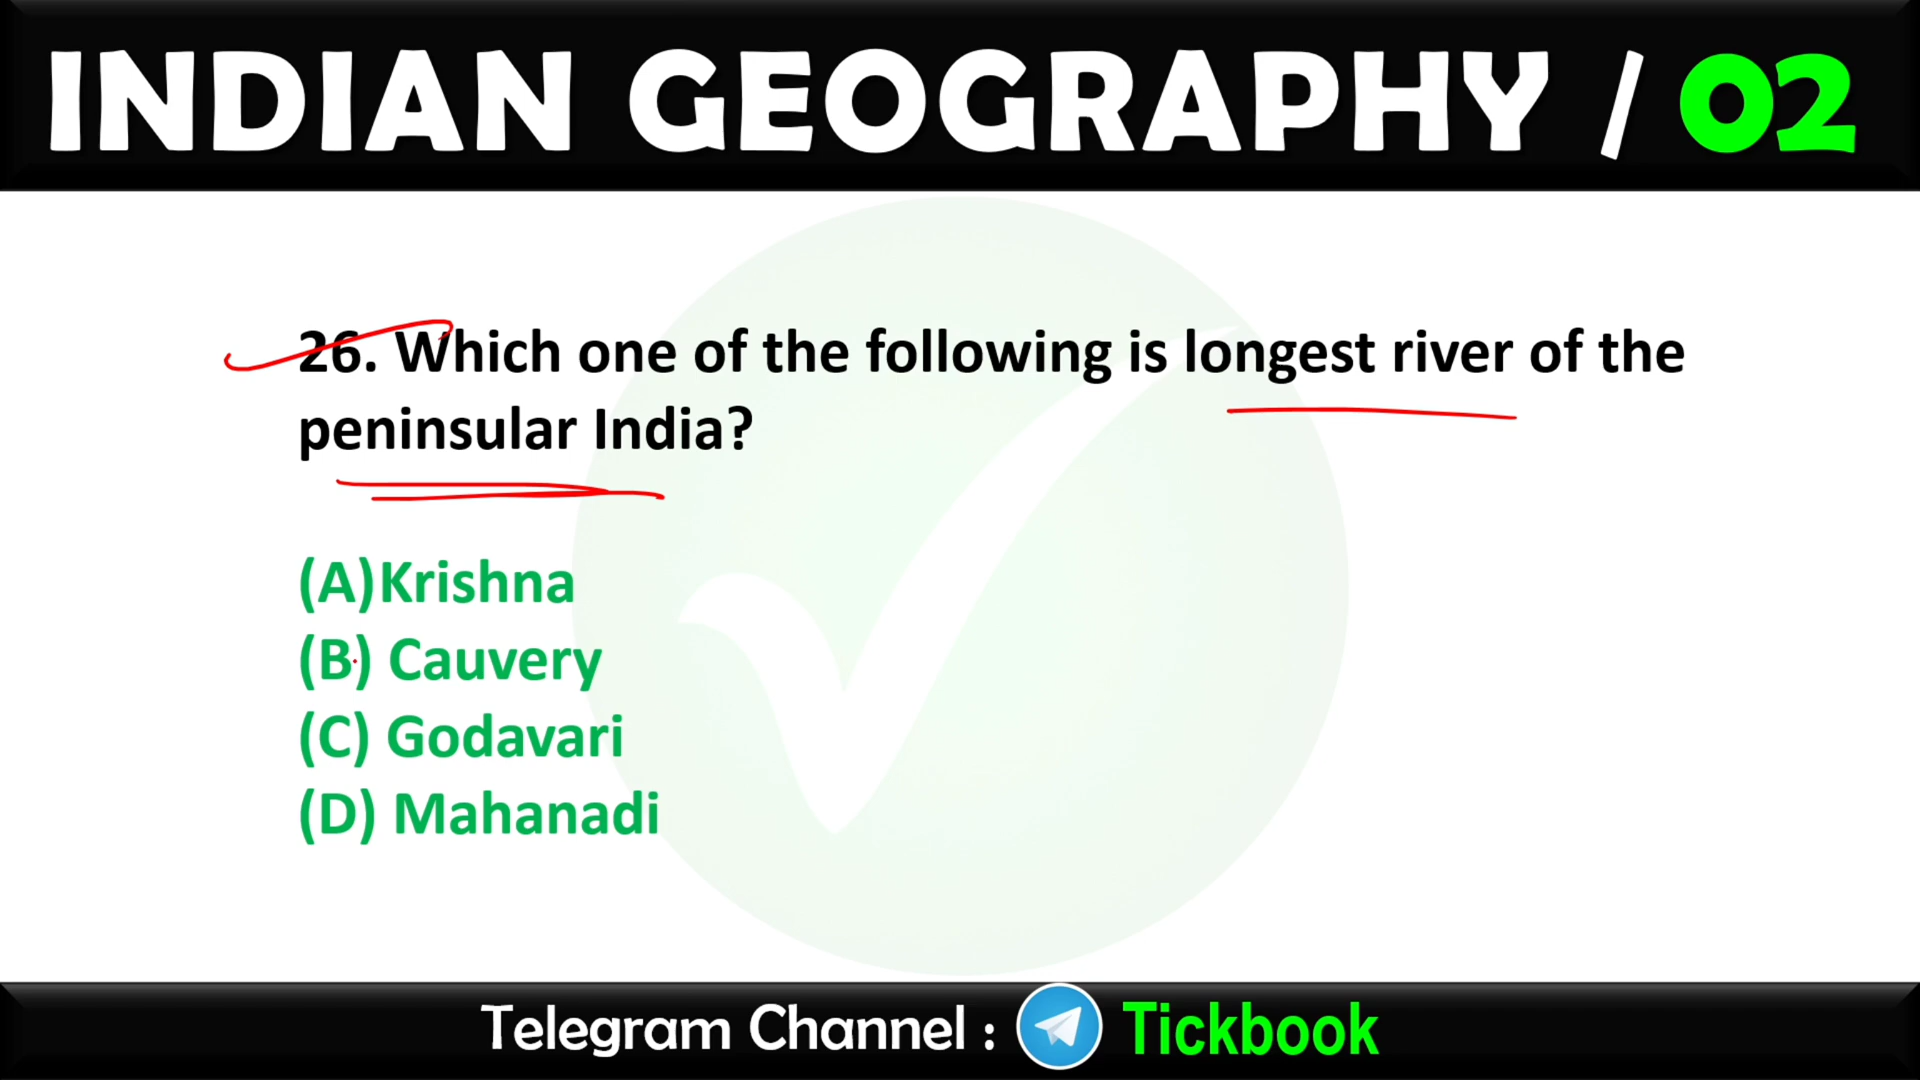 INDIAN GEOGRAPHY / 02
26. Which one of the following is longest river of the
peninsular India?
(A)Krishna
(B) Cauvery
(C) Godavari
(D) Mahanadi
Telegram Channel : Tickbook